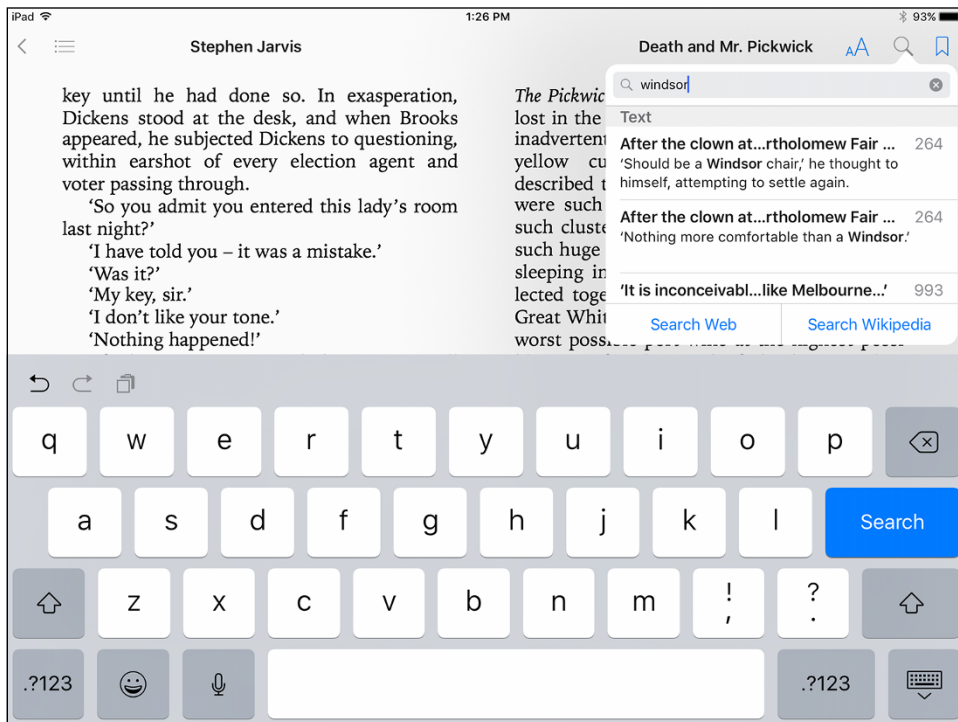 iPad 1:26 PM 93%
Stephen Jarvis
Death and Mr. Pickwick AA
key until he had done so. In exasperation,
Dickens stood at the desk, and when Brooks
appeared, he subjected Dickens to questioning,
within earshot of every election agent and
voter passing through.
‘So you admit you entered this lady’s room
last night?’
‘I have told you – it was a mistake.’
‘Was it?’
‘My key, sir.’
‘I don’t like your tone.’
‘Nothing happened!’
The Pickwic
lost in the
inadvertent
yellow cu
described t
were such
such cluste
such huge
sleeping in
lected toge
Great Whit
worst possible port wine at the highest
windsor
Text
After the clown at...rtholomew Fair ... 264
‘Should be a Windsor chair,’ he thought to
himself, attempting to settle again.
After the clown at...rtholomew Fair ... 264
‘Nothing more comfortable than a Windsor.’
‘It is inconceivabl...like Melbourne...’ 993
Search Web Search Wikipedia
q w e r t y u i o p
a s d f g h j k l Search
z x c v b n m ! , ? .
.?123 .?123